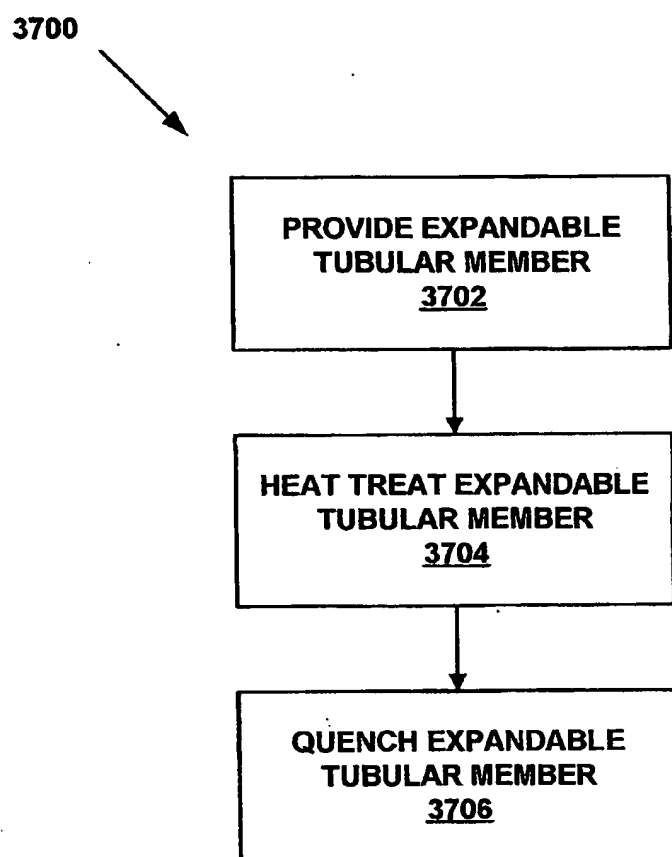 3700
PROVIDE EXPANDABLE
TUBULAR MEMBER
3702
HEAT TREAT EXPANDABLE
TUBULAR MEMBER
3704
QUENCH EXPANDABLE
TUBULAR MEMBER
3706